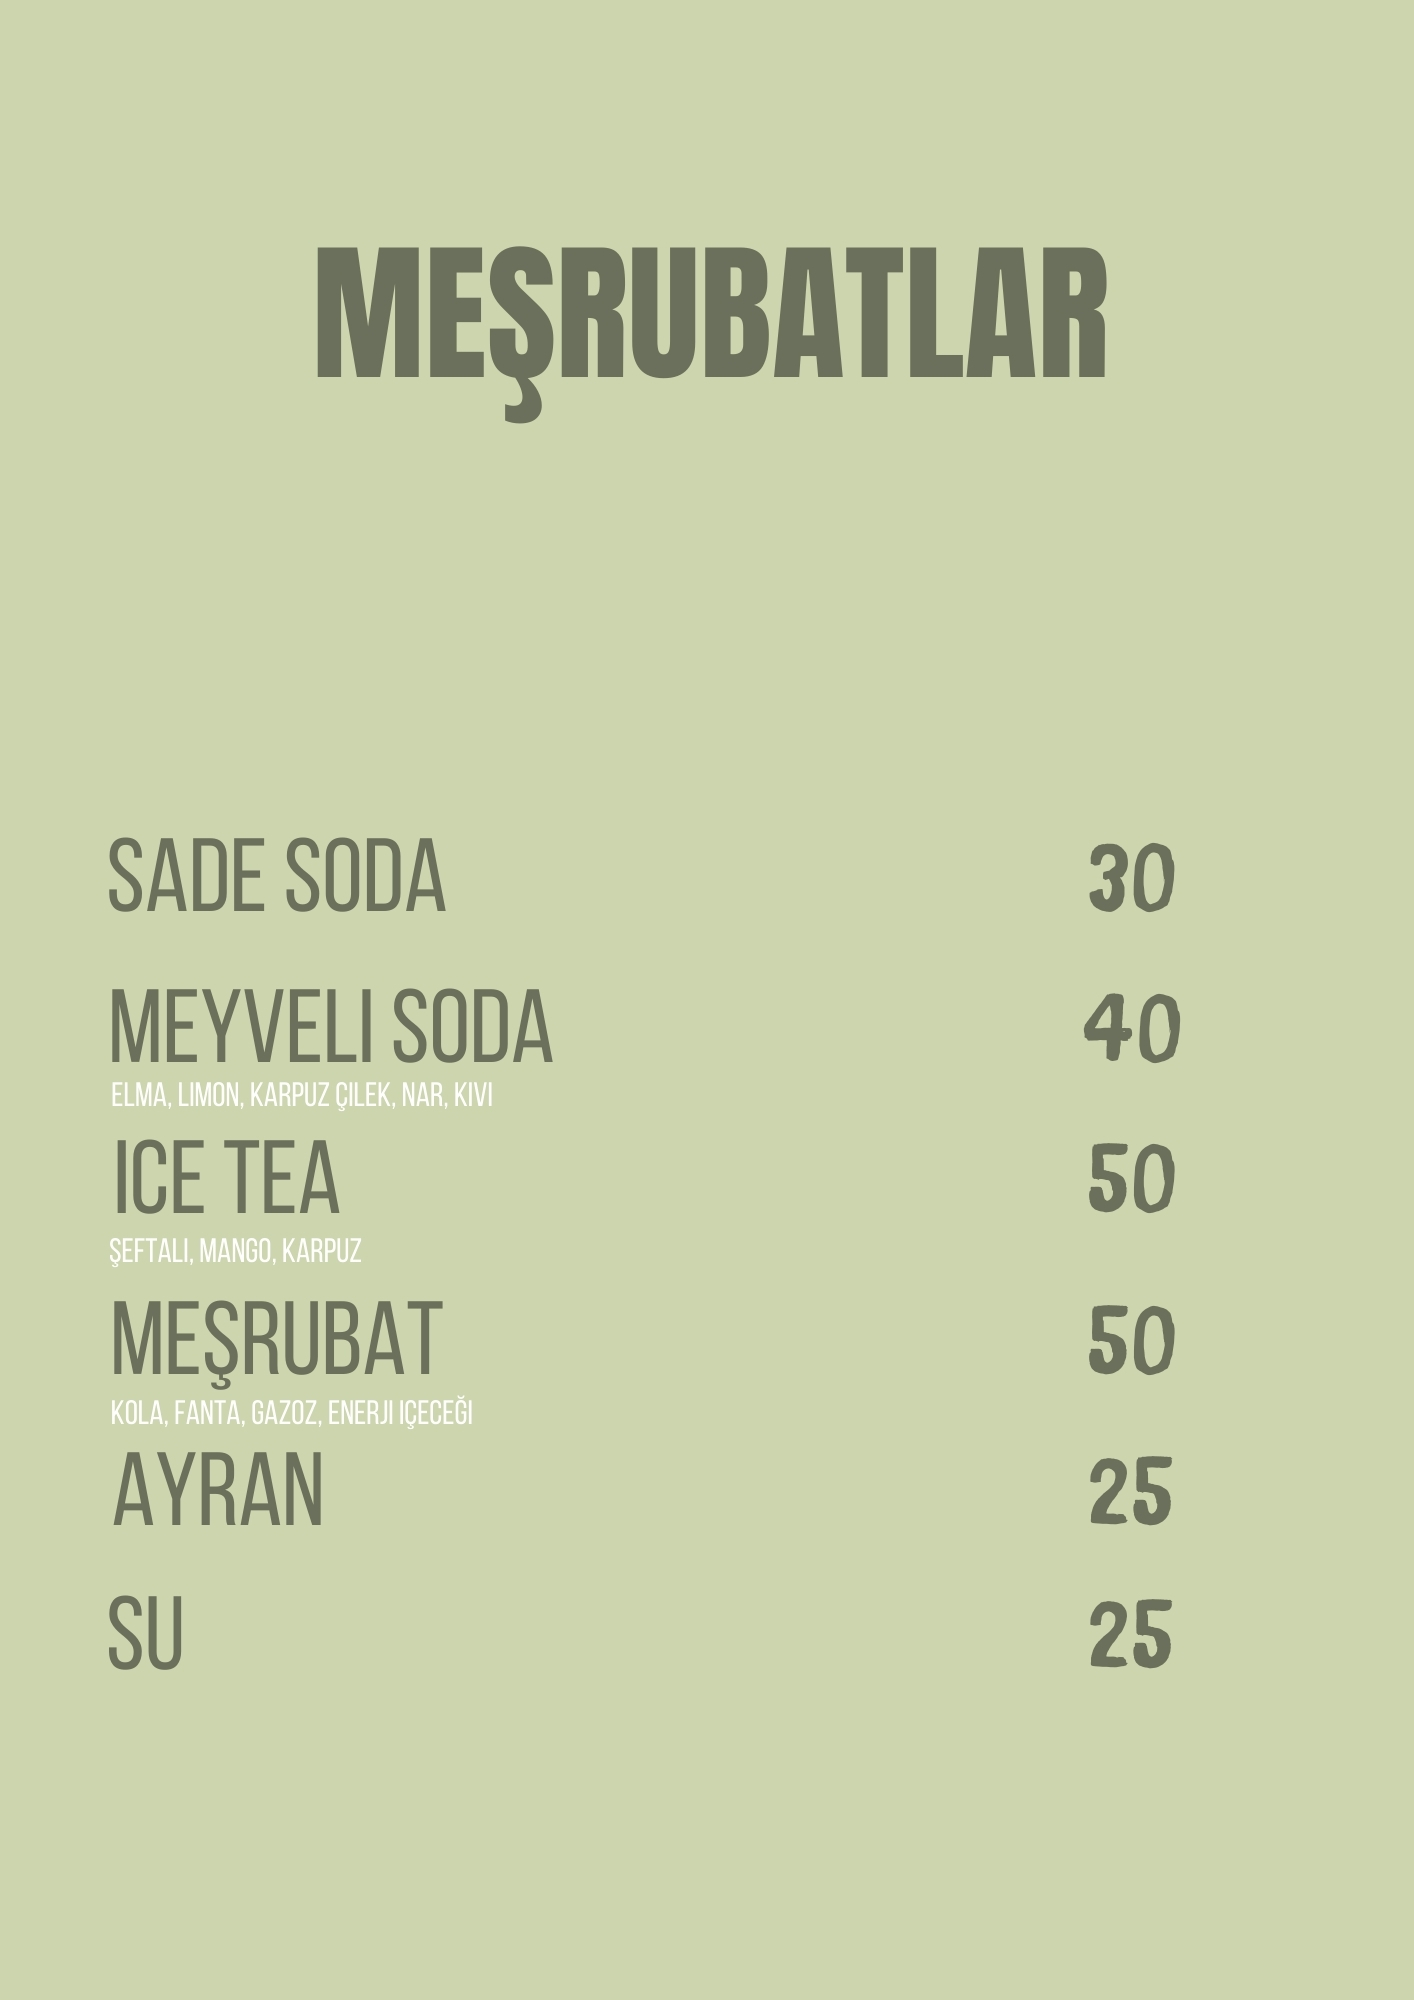 MEŞRUBATLAR
SADE SODA 30
MEYVELI SODA 40
ELMA, LIMON, KARPUZ ÇILEK, NAR, KIVI
ICE TEA 50
ŞEFTALI, MANGO, KARPUZ
MEŞRUBAT 50
KOLA, FANTA, GAZOZ, ENERJI IÇECEĞI
AYRAN 25
SU 25